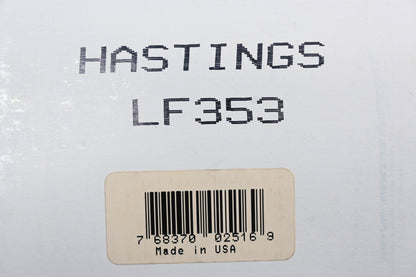 HASTINGS
LF353
7 68370 02516 9
Made in USA